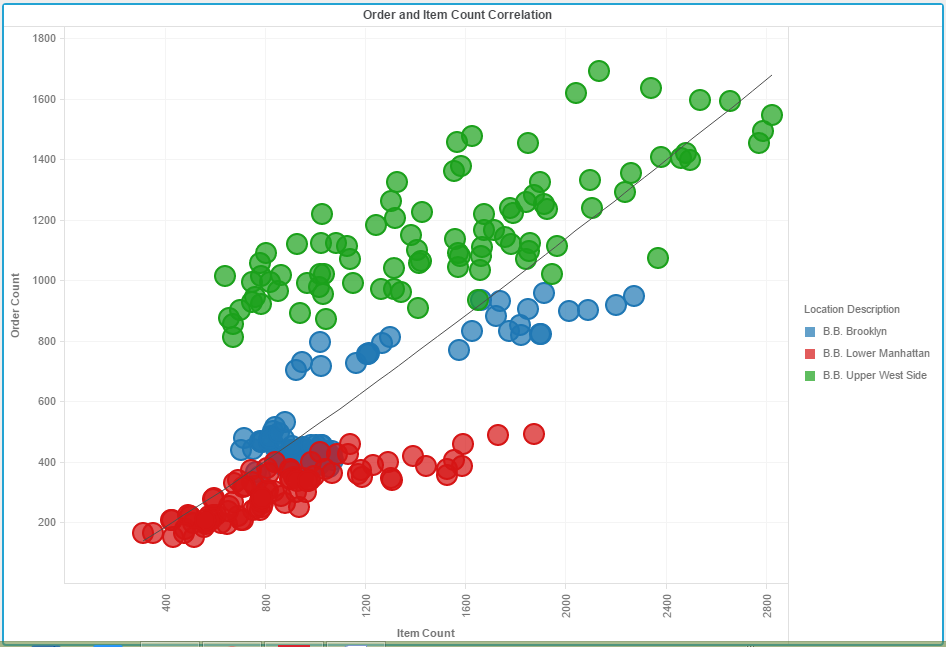 Order and Item Count Correlation
1800
1600
1400
1200
1000
800
600
400
200
Order Count
400
800
1200
1600
2000
2400
2800
Item Count
Location Description
B.B. Brooklyn
B.B. Lower Manhattan
B.B. Upper West Side